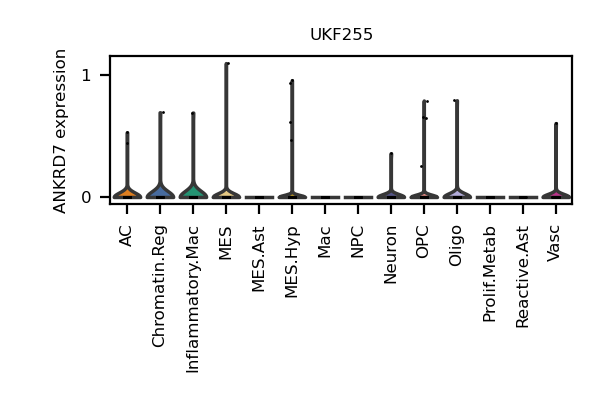 UKF255
ANKRD7 expression
1
0
AC
Chromatin.Reg
Inflammatory.Mac
MES
MES.Ast
MES.Hyp
Mac
NPC
Neuron
OPC
Oligo
Prolif.Metab
Reactive.Ast
Vasc